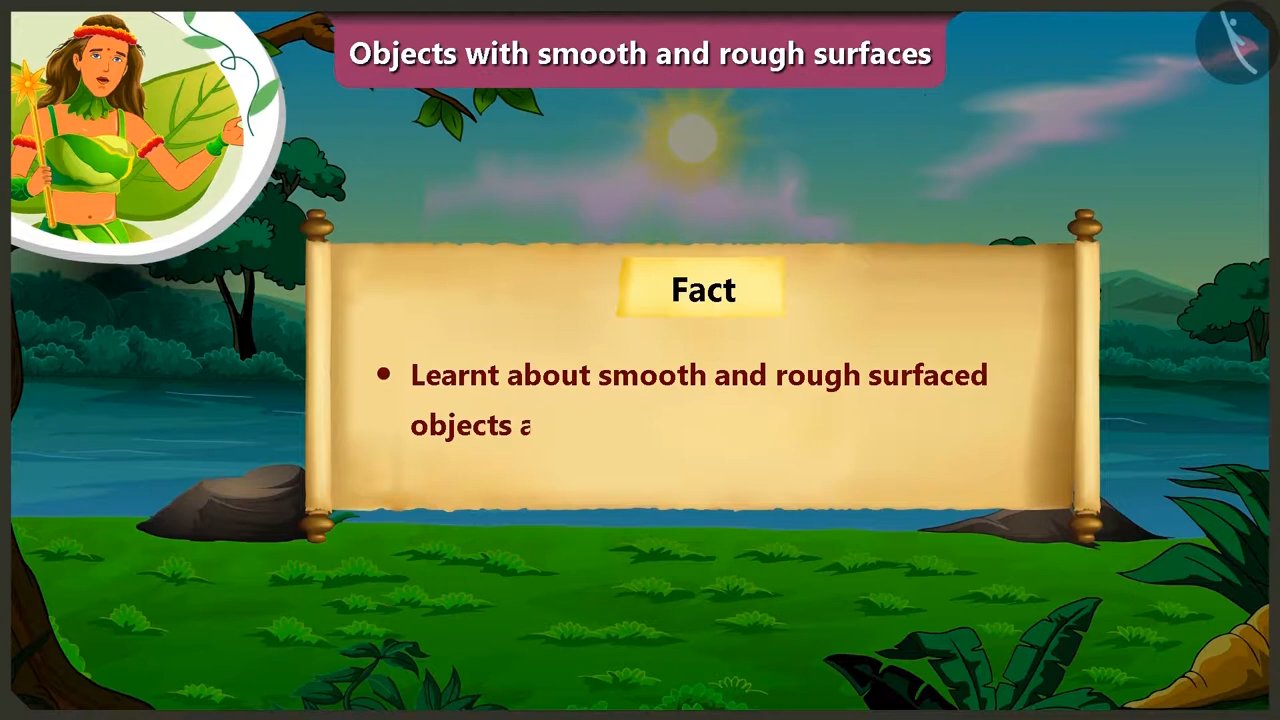 Objects with smooth and rough surfaces
Fact
• Learnt about smooth and rough surfaced
objects a